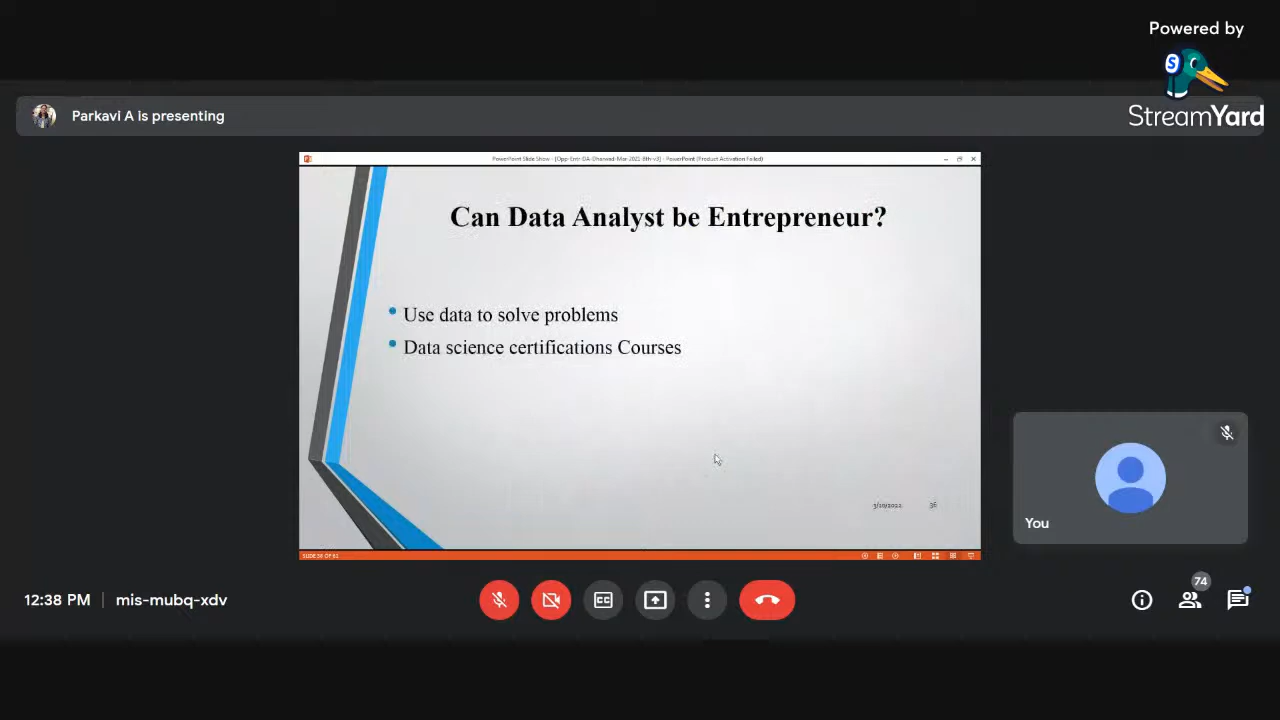 Powered by
StreamYard
Parkavi A is presenting
Can Data Analyst be Entrepreneur?
Use data to solve problems
Data science certifications Courses
36
You
12:38 PM
mis-mubq-xdv
74